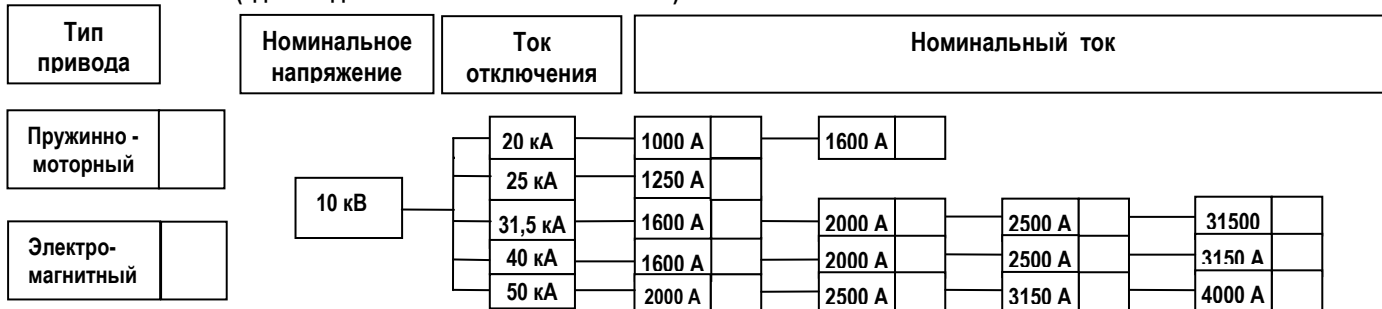 Тип
привода
Номинальное
напряжение
Ток
отключения
Номинальный ток
Пружинно -
моторный
Электро-
магнитный
10 кВ
20 кА 1000 А 1600 А
25 кА 1250 А
31,5 кА 1600 А 2000 А 2500 А 31500
40 кА 1600 А 2000 А 2500 А 3150 А
50 кА 2000 А 2500 А 3150 А 4000 А